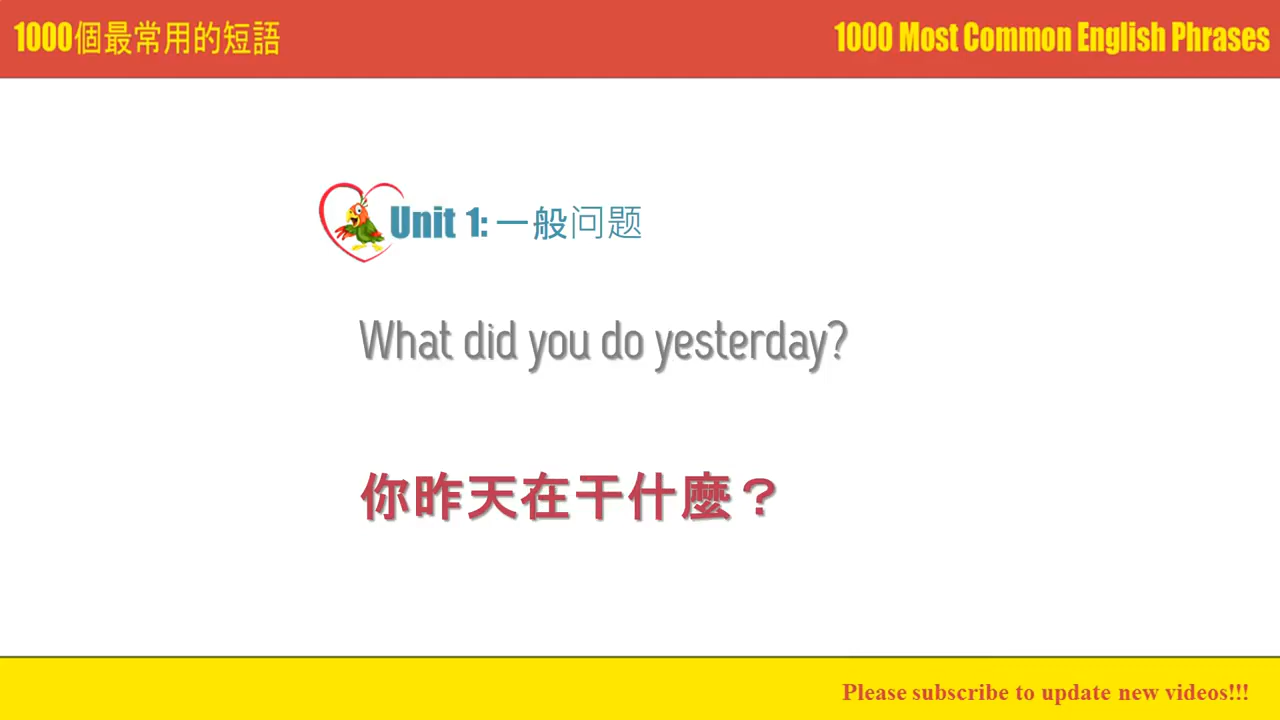 1000個最常用的短語
1000 Most Common English Phrases
Unit 1: 一般问题
What did you do yesterday?
你昨天在干什麼？
Please subscribe to update new videos!!!